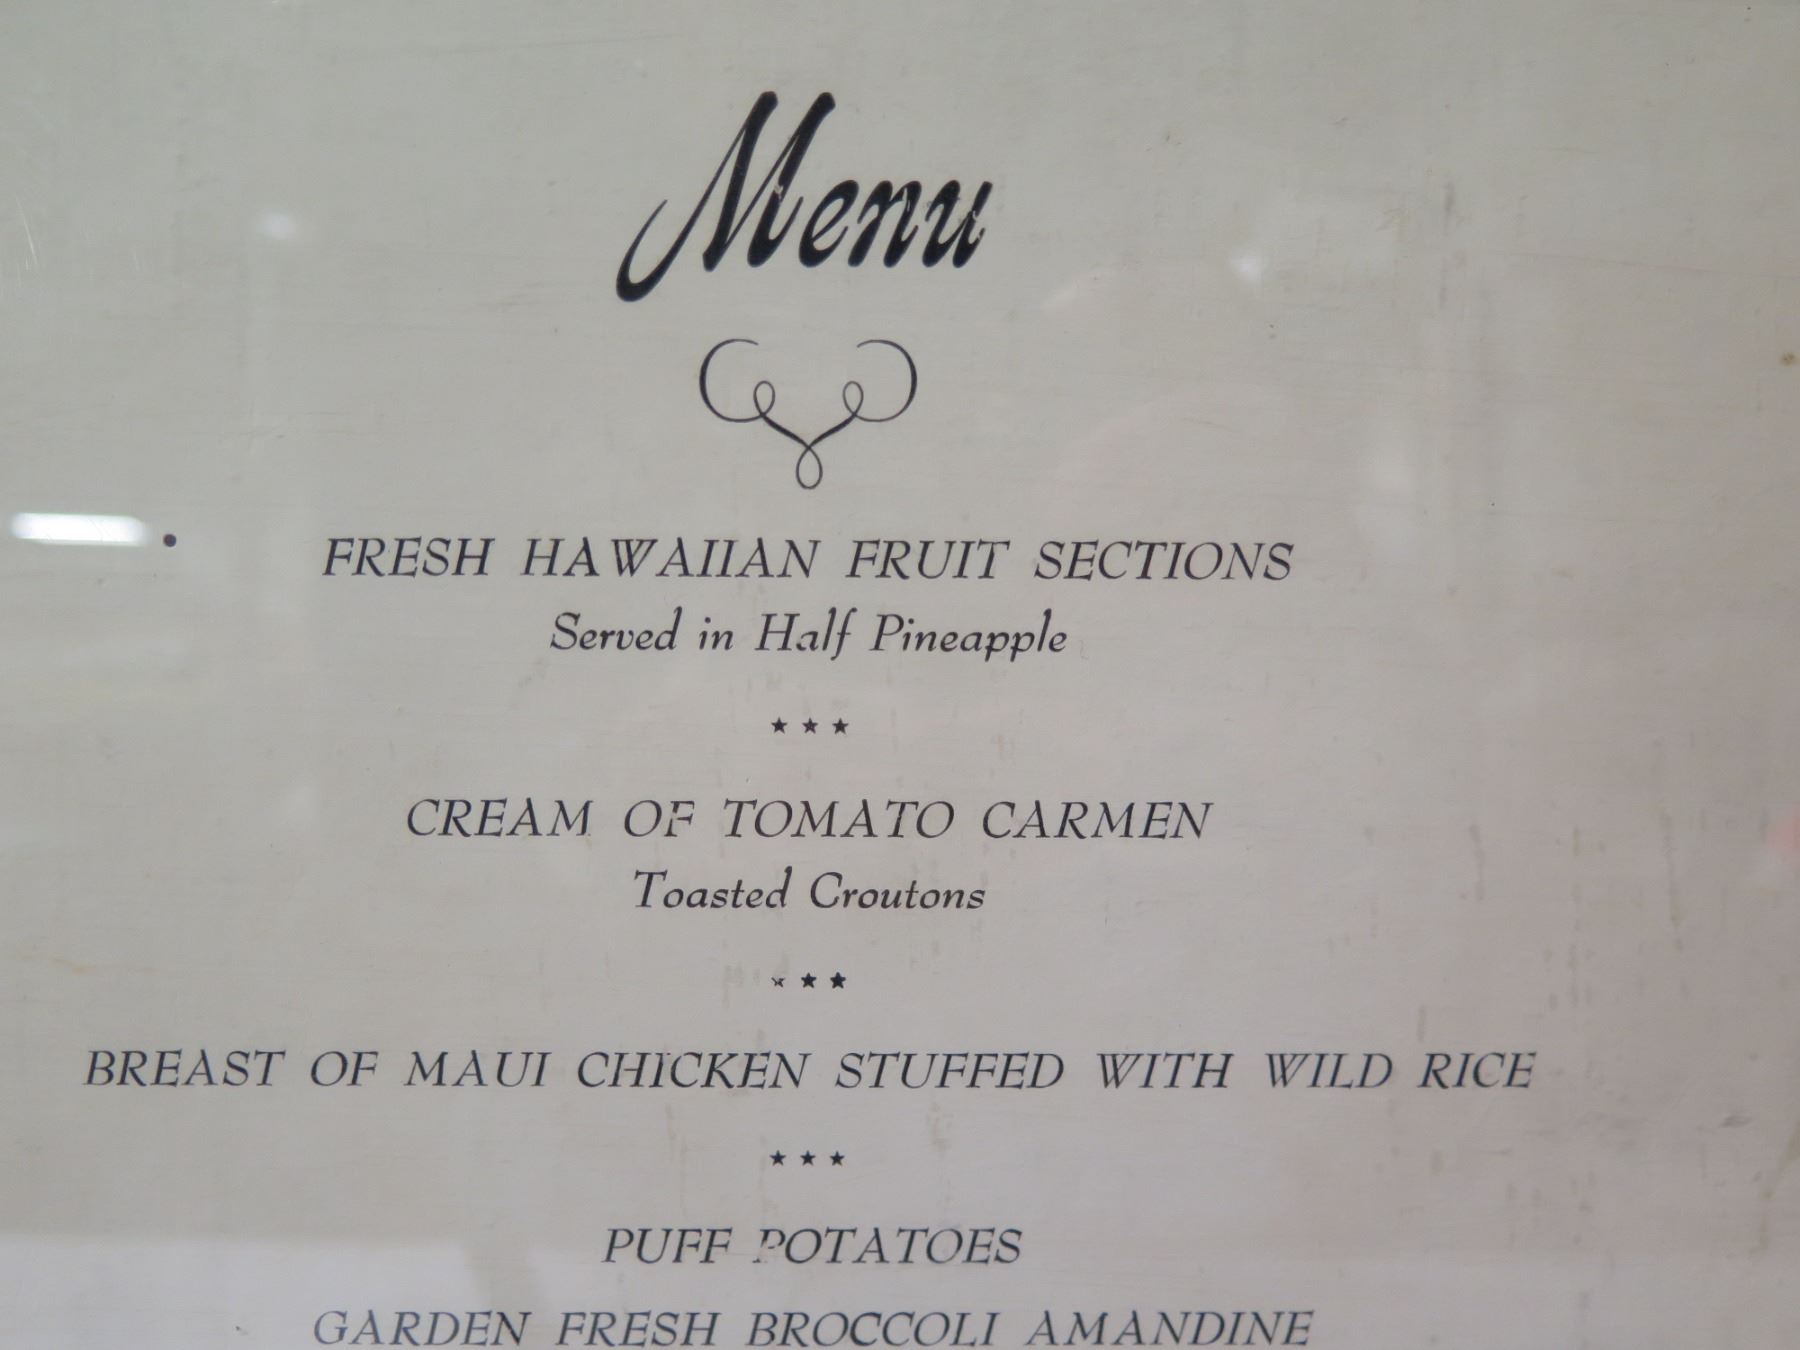 Menu
FRESH HAWAIIAN FRUIT SECTIONS
Served in Half Pineapple
★ ★ ★
CREAM OF TOMATO CARMEN
Toasted Croutons
★ ★ ★
BREAST OF MAUI CHICKEN STUFFED WITH WILD RICE
★ ★ ★
PUFF POTATOES
GARDEN FRESH BROCCOLI AMANDINE